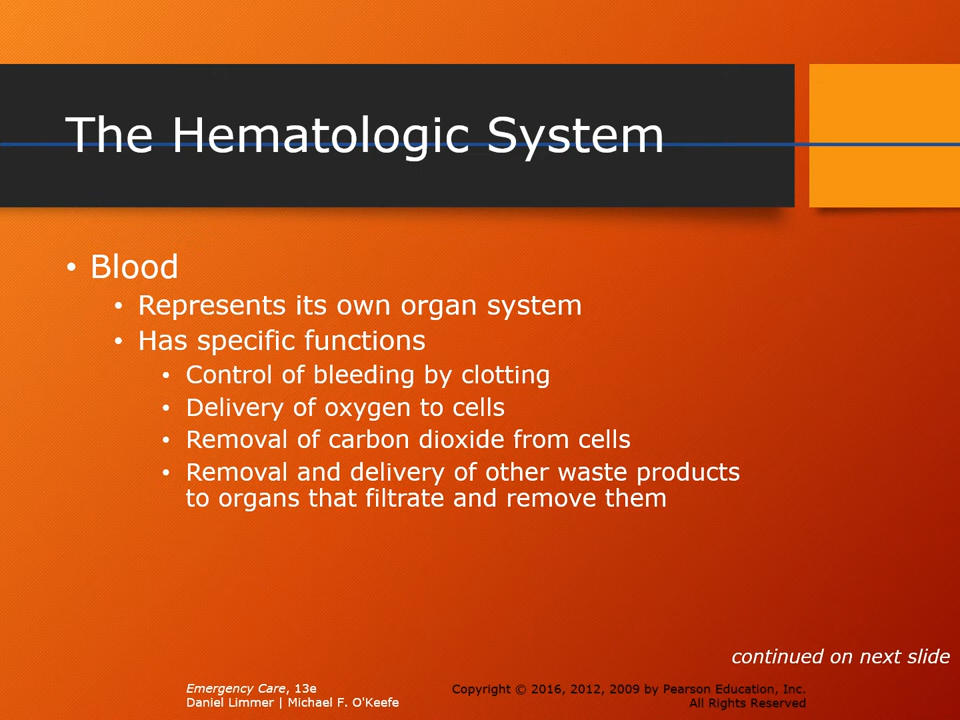 The Hematologic System
• Blood
• Represents its own organ system
• Has specific functions
• Control of bleeding by clotting
• Delivery of oxygen to cells
• Removal of carbon dioxide from cells
• Removal and delivery of other waste products
to organs that filtrate and remove them
continued on next slide
Emergency Care, 13e
Daniel Limmer | Michael F. O'Keefe
Copyright © 2016, 2012, 2009 by Pearson Education, Inc.
All Rights Reserved